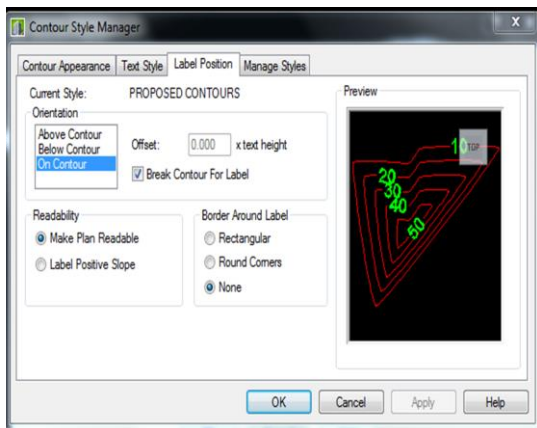 Contour Style Manager
X
Contour Appearance Text Style Label Position Manage Styles
Current Style: PROPOSED CONTOURS
Orientation
Above Contour
Below Contour
On Contour
Offset: 0.000 x text height
Break Contour For Label
Readability
Make Plan Readable
Label Positive Slope
Border Around Label
Rectangular
Round Corners
None
Preview
10
TOP
20
30
40
50
OK Cancel Apply Help